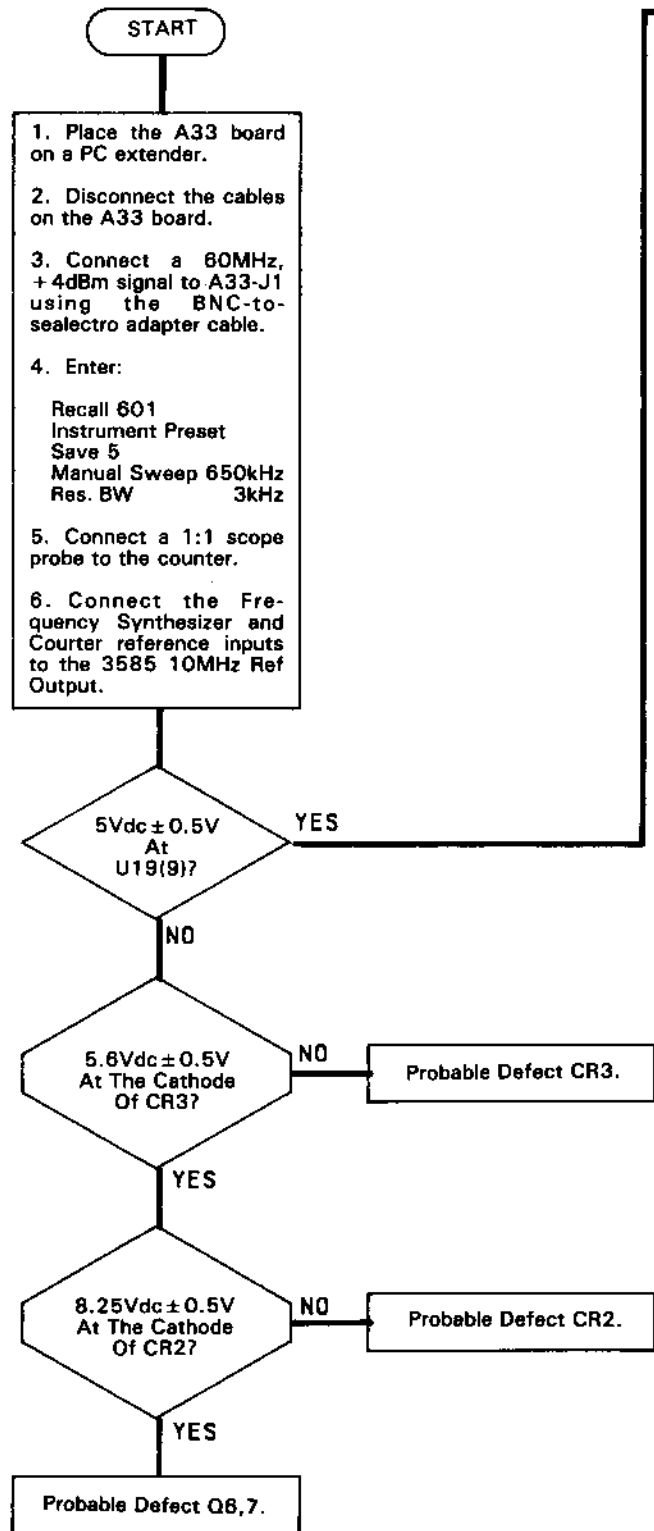 START
1. Place the A33 board
on a PC extender.
2. Disconnect the cables
on the A33 board.
3. Connect a 60MHz,
+4dBm signal to A33-J1
using the BNC-to-
sealectro adapter cable.
4. Enter:
Recall 601
Instrument Preset
Save 5
Manual Sweep 650kHz
Res. BW 3kHz
5. Connect a 1:1 scope
probe to the counter.
6. Connect the Fre-
quency Synthesizer and
Courter reference inputs
to the 3585 10MHz Ref
Output.
5Vdc±0.5V
At
U19(9)?
YES
NO
5.6Vdc±0.5V
At The Cathode
Of CR3?
NO
Probable Defect CR3.
YES
8.25Vdc±0.5V
At The Cathode
Of CR2?
NO
Probable Defect CR2.
YES
Probable Defect Q6,7.